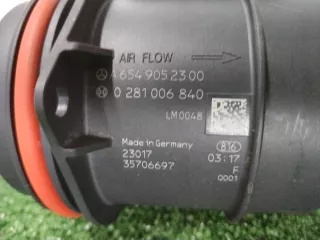 AIR FLOW
A 654 905 23 00
0 281 006 840
LM0048
Made in Germany
816
23017
03.17
35706697
F
0001